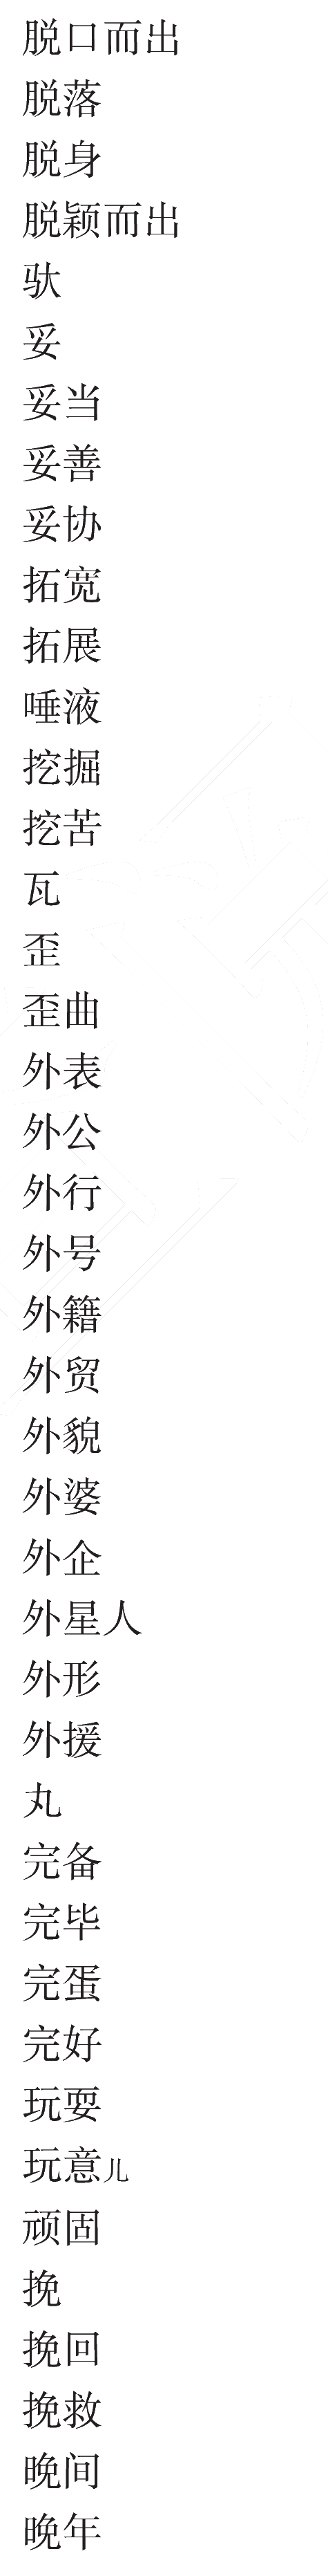 脱口而出
脱落
脱身
脱颖而出
驮
妥
妥当
妥善
妥协
拓宽
拓展
唾液
挖掘
挖苦
瓦
歪
歪曲
外表
外公
外行
外号
外籍
外贸
外貌
外婆
外企
外星人
外形
外援
丸
完备
完毕
完蛋
完好
玩耍
玩意儿
顽固
挽
挽回
挽救
晚间
晚年